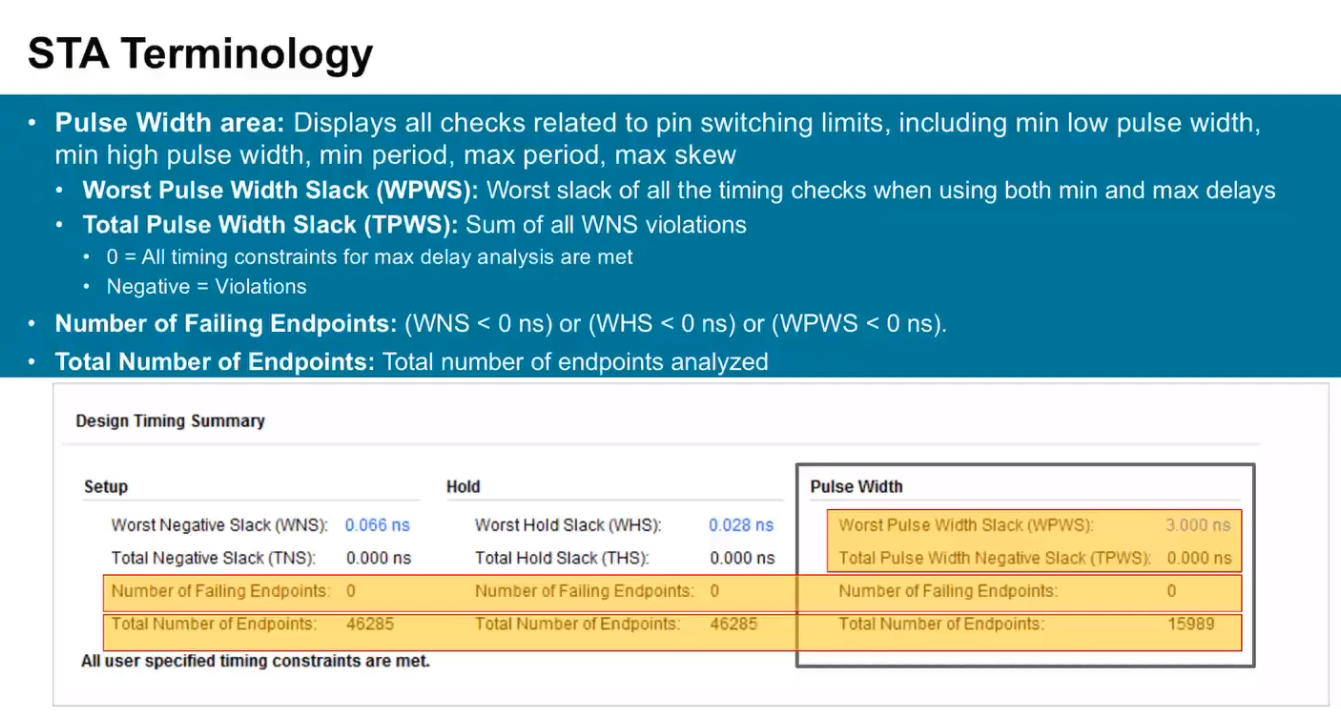 STA Terminology
• Pulse Width area: Displays all checks related to pin switching limits, including min low pulse width,
min high pulse width, min period, max period, max skew
• Worst Pulse Width Slack (WPWS): Worst slack of all the timing checks when using both min and max delays
• Total Pulse Width Slack (TPWS): Sum of all WNS violations
• 0 = All timing constraints for max delay analysis are met
• Negative = Violations
• Number of Failing Endpoints: (WNS < 0 ns) or (WHS < 0 ns) or (WPWS < 0 ns).
• Total Number of Endpoints: Total number of endpoints analyzed
Design Timing Summary
Setup Hold Pulse Width
Worst Negative Slack (WNS): 0.066 ns Worst Hold Slack (WHS): 0.028 ns Worst Pulse Width Slack (WPWS): 3.000 ns
Total Negative Slack (TNS): 0.000 ns Total Hold Slack (THS): 0.000 ns Total Pulse Width Negative Slack (TPWS): 0.000 ns
Number of Failing Endpoints: 0 Number of Failing Endpoints: 0 Number of Failing Endpoints: 0
Total Number of Endpoints: 46285 Total Number of Endpoints: 46285 Total Number of Endpoints: 15989
All user specified timing constraints are met.